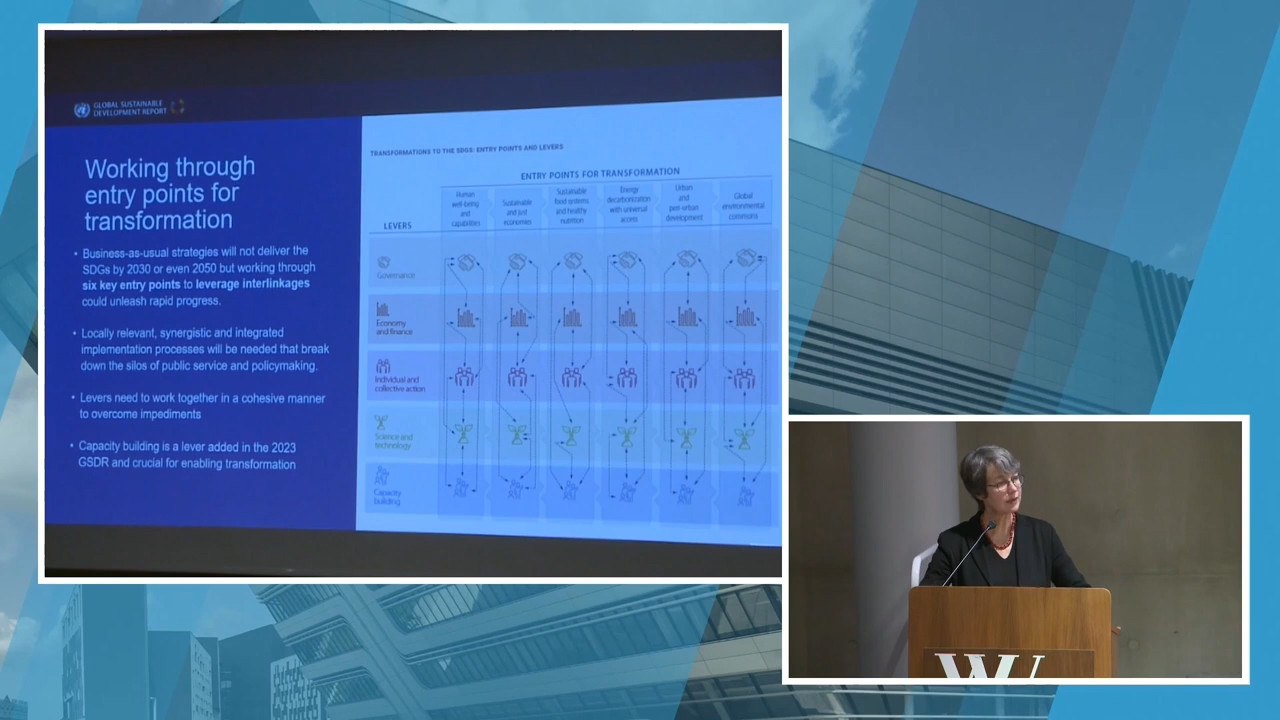 GLOBAL SUSTAINABLE
DEVELOPMENT REPORT
Working through
entry points for
transformation
• Business-as-usual strategies will not deliver the
SDGs by 2030 or even 2050 but working through
six key entry points to leverage interlinkages
could unleash rapid progress.
• Locally relevant, synergistic and integrated
implementation processes will be needed that break
down the silos of public service and policymaking.
• Levers need to work together in a cohesive manner
to overcome impediments
• Capacity building is a lever added in the 2023
GSDR and crucial for enabling transformation
TRANSFORMATIONS TO THE SDGS: ENTRY POINTS AND LEVERS
ENTRY POINTS FOR TRANSFORMATION
LEVERS
Human
well-being
and
capabilities
Sustainable
and just
economies
Sustainable
food systems
and healthy
nutrition
Energy
decarbonization
with universal
access
Urban
and
peri-urban
development
Global
environmental
commons
Governance
Economy
and finance
Individual and
collective action
Science and
technology
Capacity
building
W